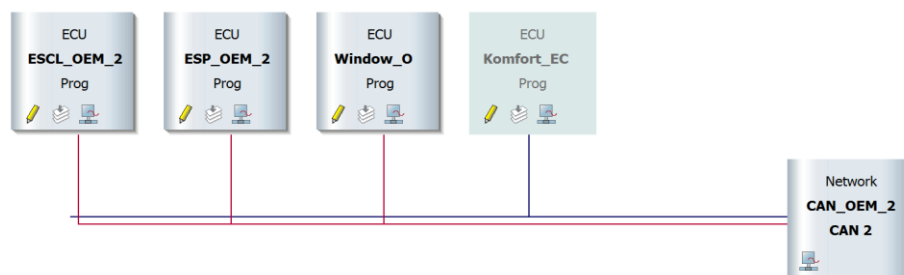 ECU
ESCL_OEM_2
Prog
ECU
ESP_OEM_2
Prog
ECU
Window_O
Prog
ECU
Komfort_EC
Prog
Network
CAN_OEM_2
CAN 2